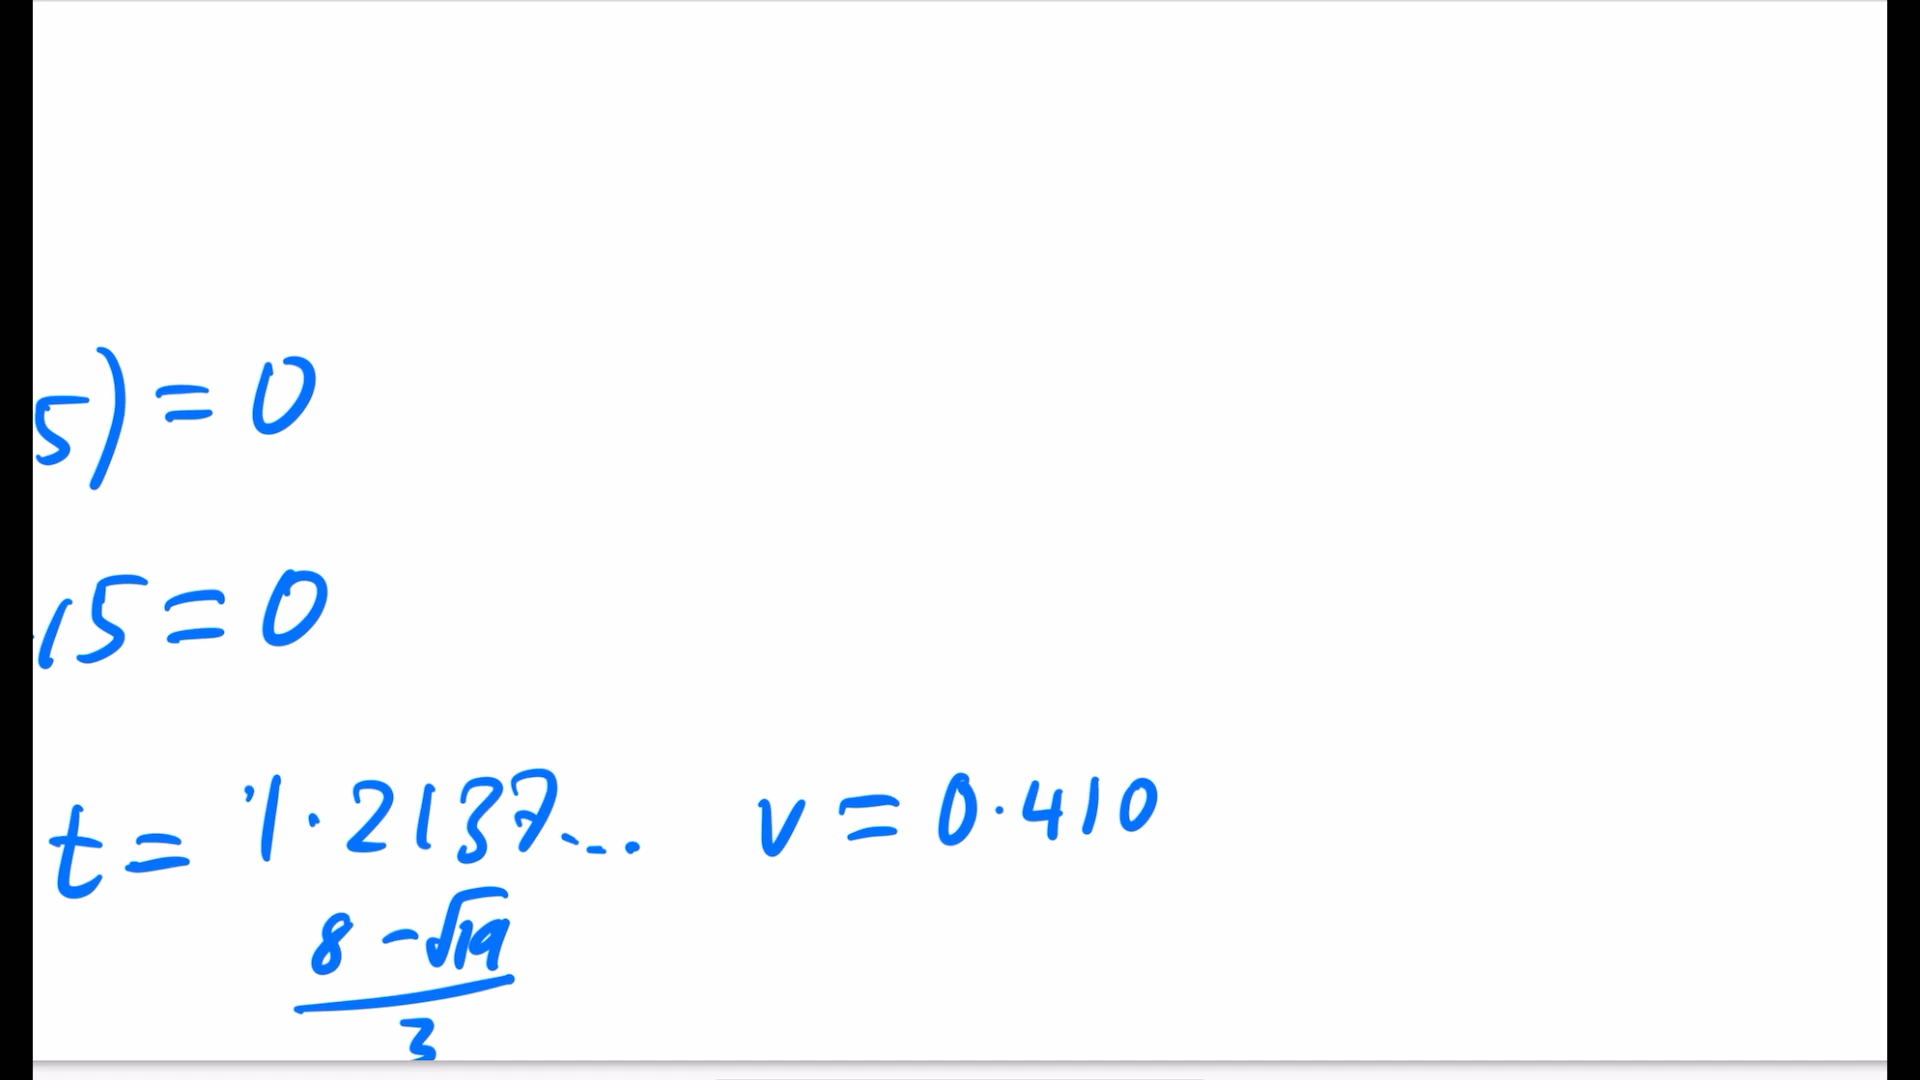 5) = 0
15 = 0
t = 1.2137... v = 0.410
8 - √19
3